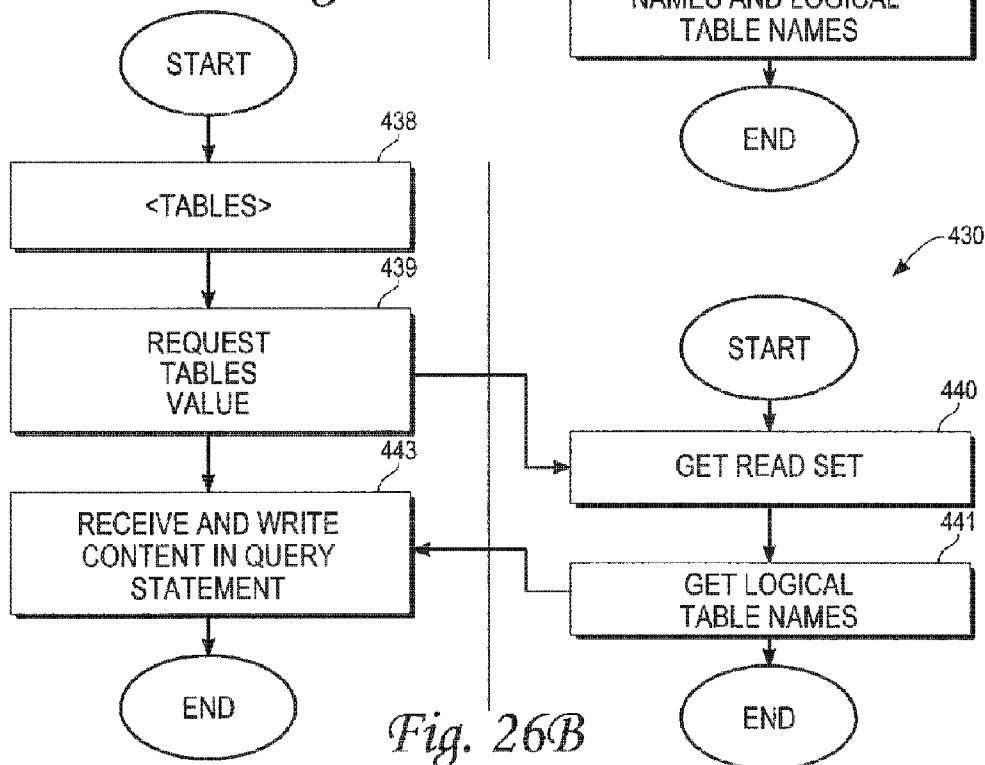 NAMES AND LOGICAL
TABLE NAMES
END
START
438
<TABLES>
439
REQUEST
TABLES
VALUE
443
RECEIVE AND WRITE
CONTENT IN QUERY
STATEMENT
END
430
START
440
GET READ SET
441
GET LOGICAL
TABLE NAMES
END
Fig. 26B